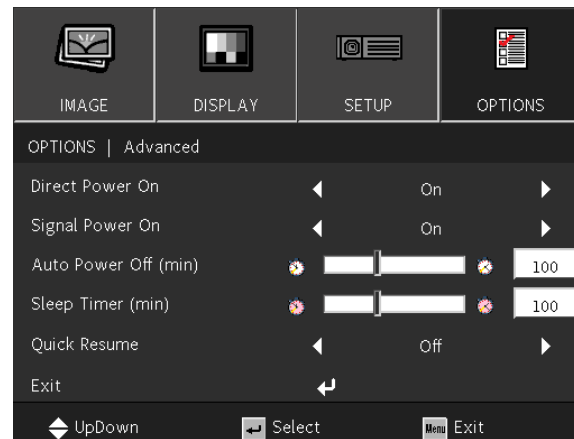 IMAGE DISPLAY SETUP OPTIONS
OPTIONS | Advanced
Direct Power On On
Signal Power On On
Auto Power Off (min) 100
Sleep Timer (min) 100
Quick Resume Off
Exit
UpDown Select Menu Exit